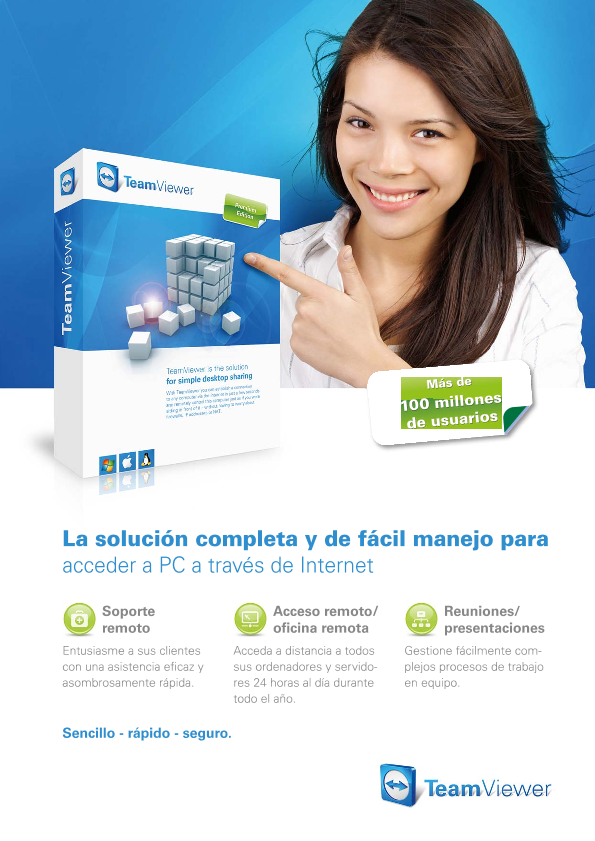 TeamViewer
Premium
Edition
TeamViewer
TeamViewer is the solution
for simple desktop sharing
Más de
100 millones
de usuarios
La solución completa y de fácil manejo para
acceder a PC a través de Internet
Soporte
remoto
Entusiasme a sus clientes
con una asistencia eficaz y
asombrosamente rápida.
Acceso remoto/
oficina remota
Acceda a distancia a todos
sus ordenadores y servido-
res 24 horas al día durante
todo el año.
Reuniones/
presentaciones
Gestione fácilmente com-
plejos procesos de trabajo
en equipo.
Sencillo - rápido - seguro.
TeamViewer